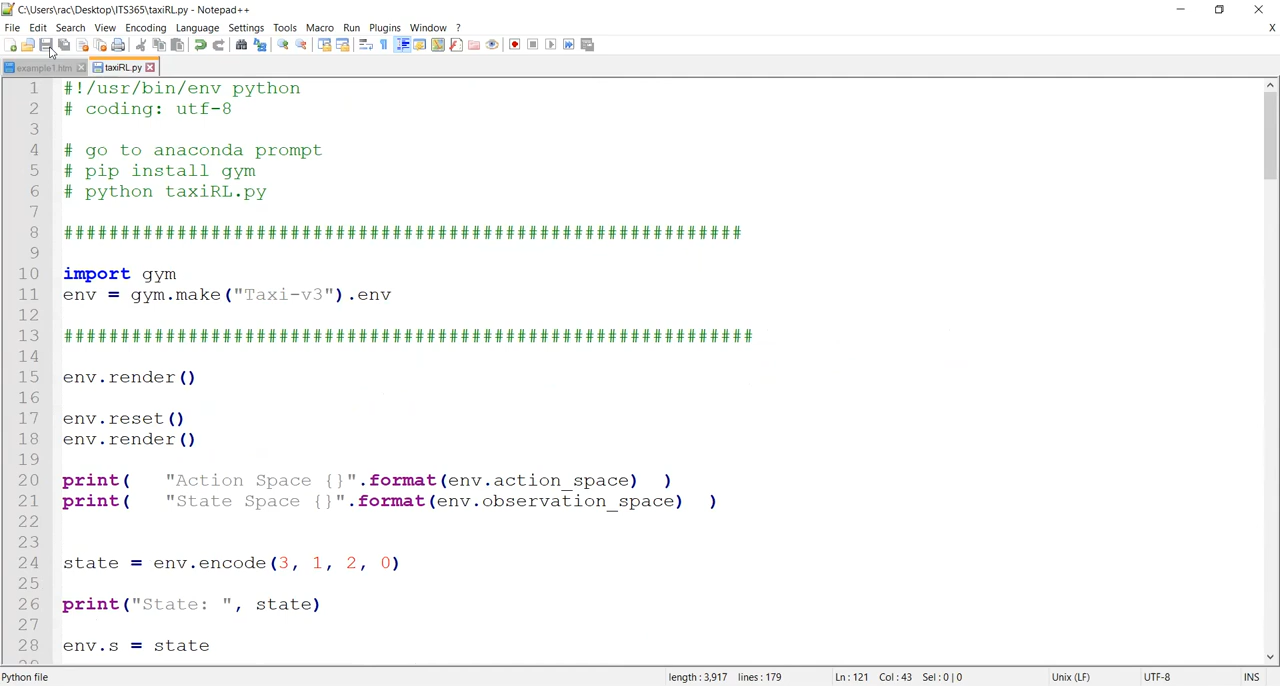 C:\Users\rac\Desktop\ITS365\taxiRL.py - Notepad++
File Edit Search View Encoding Language Settings Tools Macro Run Plugins Window ? X
example1.htm taxiRL.py
1 #!/usr/bin/env python
2 # coding: utf-8
3
4 # go to anaconda prompt
5 # pip install gym
6 # python taxiRL.py
7
8 ############################################################
9
10 import gym
11 env = gym.make("Taxi-v3").env
12
13 #############################################################
14
15 env.render()
16
17 env.reset()
18 env.render()
19
20 print(   "Action Space {}".format(env.action_space)  )
21 print(   "State Space {}".format(env.observation_space)  )
22
23
24 state = env.encode(3, 1, 2, 0)
25
26 print("State: ", state)
27
28 env.s = state
Python file length : 3,917 lines : 179 Ln : 121 Col : 43 Sel : 0 | 0 Unix (LF) UTF-8 INS